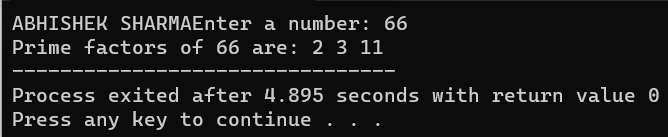 ABHISHEK SHARMAEnter a number: 66
Prime factors of 66 are: 2 3 11
--------------------------------
Process exited after 4.895 seconds with return value 0
Press any key to continue . . .